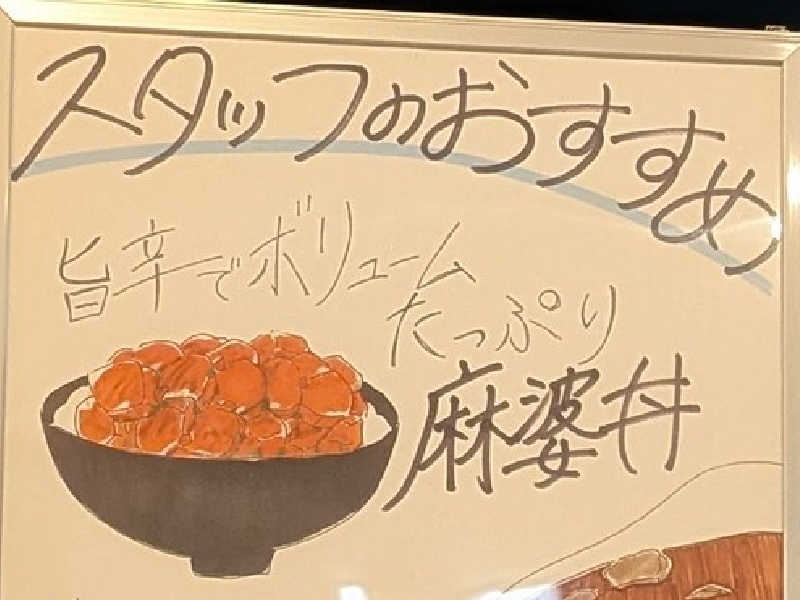 スタッフのおすすめ
旨辛でボリューム
たっぷり
麻婆丼